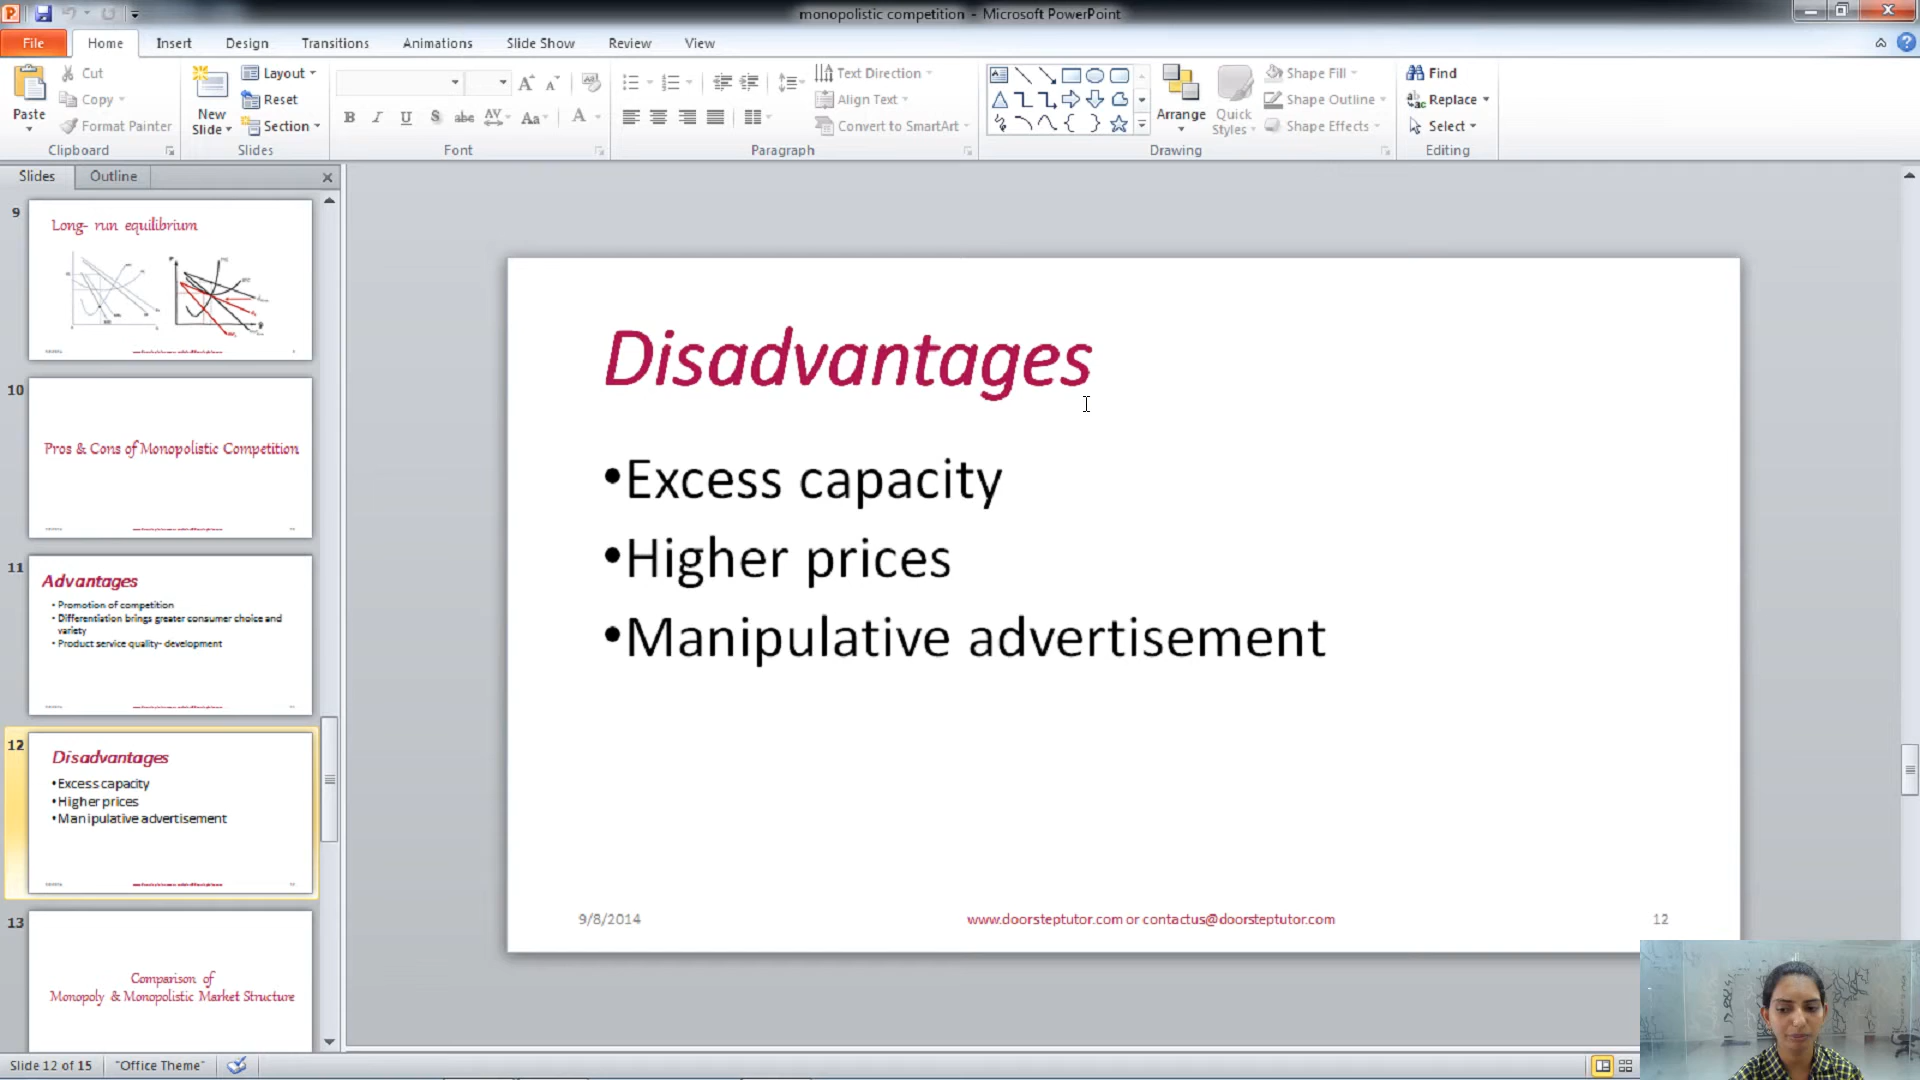 monopolistic competition - Microsoft PowerPoint
File Home Insert Design Transitions Animations Slide Show Review View
Paste
Cut
Copy
Format Painter
Clipboard
New
Slide
Layout
Reset
Section
Slides
Font
Text Direction
Align Text
Convert to SmartArt
Paragraph
Arrange
Quick
Styles
Shape Fill
Shape Outline
Shape Effects
Drawing
Find
Replace
Select
Editing
Slides Outline
9
Long- run equilibrium
10
Pros & Cons of Monopolistic Competition
11
Advantages
• Promotion of competition
• Differentiation brings greater consumer choice and
variety
• Product service quality- development
12
Disadvantages
•Excess capacity
•Higher prices
•Manipulative advertisement
13
Comparison of
Monopoly & Monopolistic Market Structure
Disadvantages
•Excess capacity
•Higher prices
•Manipulative advertisement
9/8/2014
www.doorsteptutor.com or contactus@doorsteptutor.com
12
Slide 12 of 15 "Office Theme"